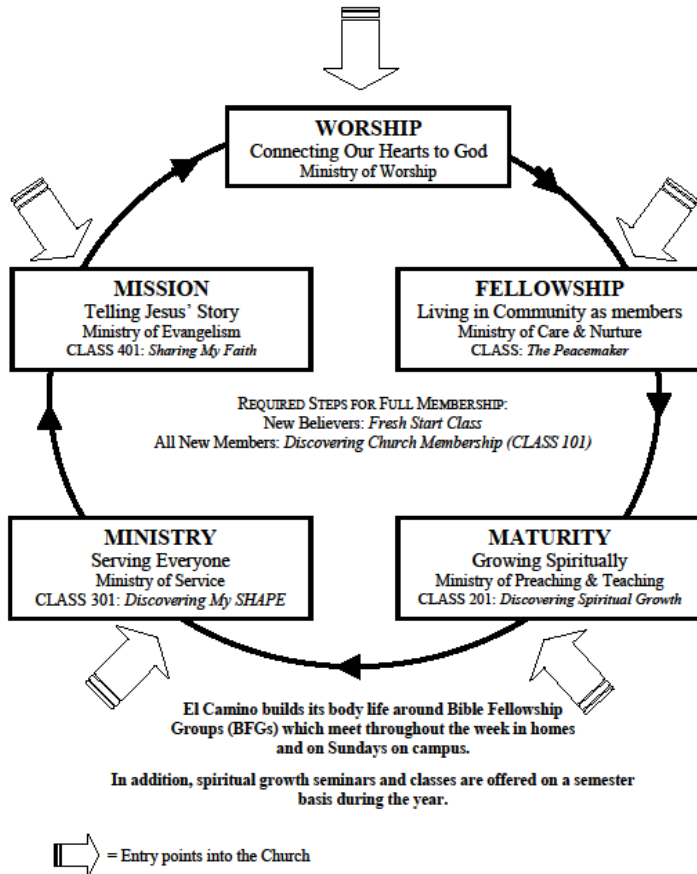 WORSHIP
Connecting Our Hearts to God
Ministry of Worship
MISSION
Telling Jesus’ Story
Ministry of Evangelism
CLASS 401: Sharing My Faith
FELLOWSHIP
Living in Community as members
Ministry of Care & Nurture
CLASS: The Peacemaker
REQUIRED STEPS FOR FULL MEMBERSHIP:
New Believers: Fresh Start Class
All New Members: Discovering Church Membership (CLASS 101)
MINISTRY
Serving Everyone
Ministry of Service
CLASS 301: Discovering My SHAPE
MATURITY
Growing Spiritually
Ministry of Preaching & Teaching
CLASS 201: Discovering Spiritual Growth
El Camino builds its body life around Bible Fellowship
Groups (BFGs) which meet throughout the week in homes
and on Sundays on campus.
In addition, spiritual growth seminars and classes are offered on a semester
basis during the year.
= Entry points into the Church